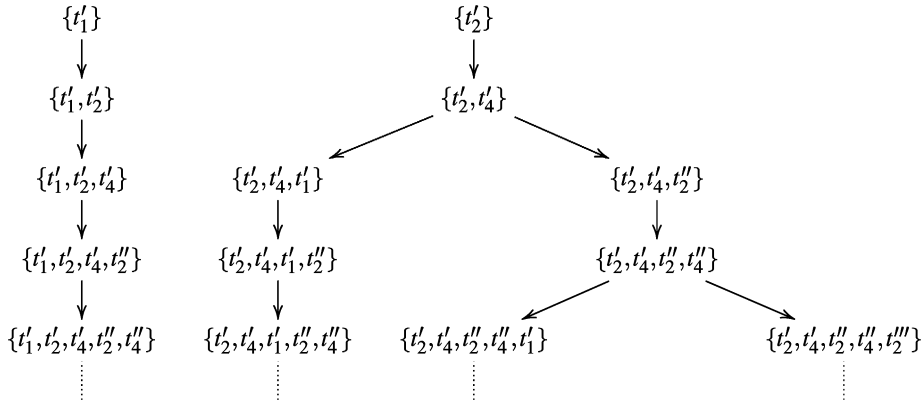 {t′₁} {t′₂}
{t′₁,t′₂} {t′₂,t′₄}
{t′₁,t′₂,t′₄} {t′₂,t′₄,t′₁} {t′₂,t′₄,t″₂}
{t′₁,t′₂,t′₄,t″₂} {t′₂,t′₄,t′₁,t″₂} {t′₂,t′₄,t″₂,t″₄}
{t′₁,t′₂,t′₄,t″₂,t″₄} {t′₂,t′₄,t′₁,t″₂,t″₄} {t′₂,t′₄,t″₂,t″₄,t′₁} {t′₂,t′₄,t″₂,t″₄,t‴₂}